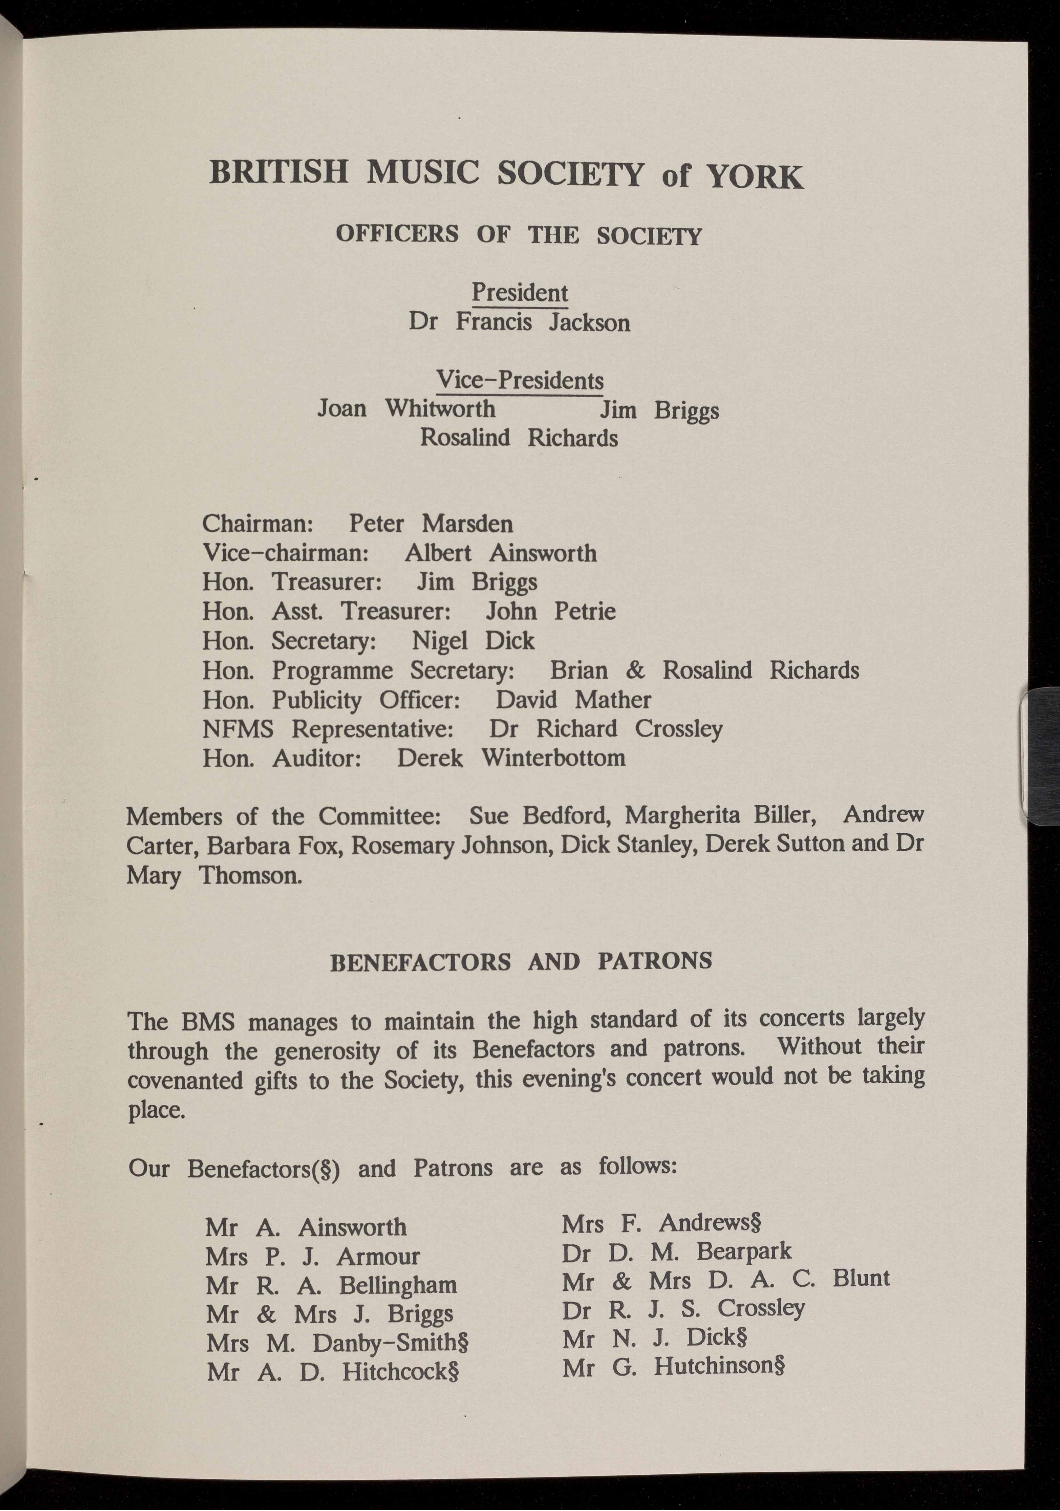 BRITISH MUSIC SOCIETY of YORK
OFFICERS OF THE SOCIETY
President
Dr Francis Jackson
Vice-Presidents
Joan Whitworth Jim Briggs
Rosalind Richards
Chairman: Peter Marsden
Vice-chairman: Albert Ainsworth
Hon. Treasurer: Jim Briggs
Hon. Asst. Treasurer: John Petrie
Hon. Secretary: Nigel Dick
Hon. Programme Secretary: Brian & Rosalind Richards
Hon. Publicity Officer: David Mather
NFMS Representative: Dr Richard Crossley
Hon. Auditor: Derek Winterbottom
Members of the Committee: Sue Bedford, Margherita Biller, Andrew
Carter, Barbara Fox, Rosemary Johnson, Dick Stanley, Derek Sutton and Dr
Mary Thomson.
BENEFACTORS AND PATRONS
The BMS manages to maintain the high standard of its concerts largely
through the generosity of its Benefactors and patrons. Without their
covenanted gifts to the Society, this evening's concert would not be taking
place.
Our Benefactors(§) and Patrons are as follows:
Mr A. Ainsworth Mrs F. Andrews§
Mrs P. J. Armour Dr D. M. Bearpark
Mr R. A. Bellingham Mr & Mrs D. A. C. Blunt
Mr & Mrs J. Briggs Dr R. J. S. Crossley
Mrs M. Danby-Smith§ Mr N. J. Dick§
Mr A. D. Hitchcock§ Mr G. Hutchinson§